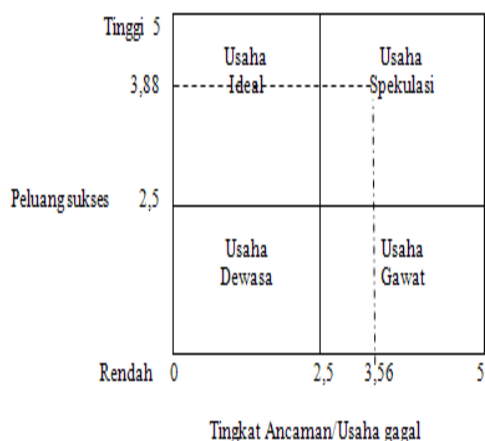 Tinggi 5
Usaha
Ideal
Usaha
Spekulasi
3,88
Peluang sukses 2,5
Usaha
Dewasa
Usaha
Gawat
Rendah 0 2,5 3,56 5
Tingkat Ancaman/Usaha gagal